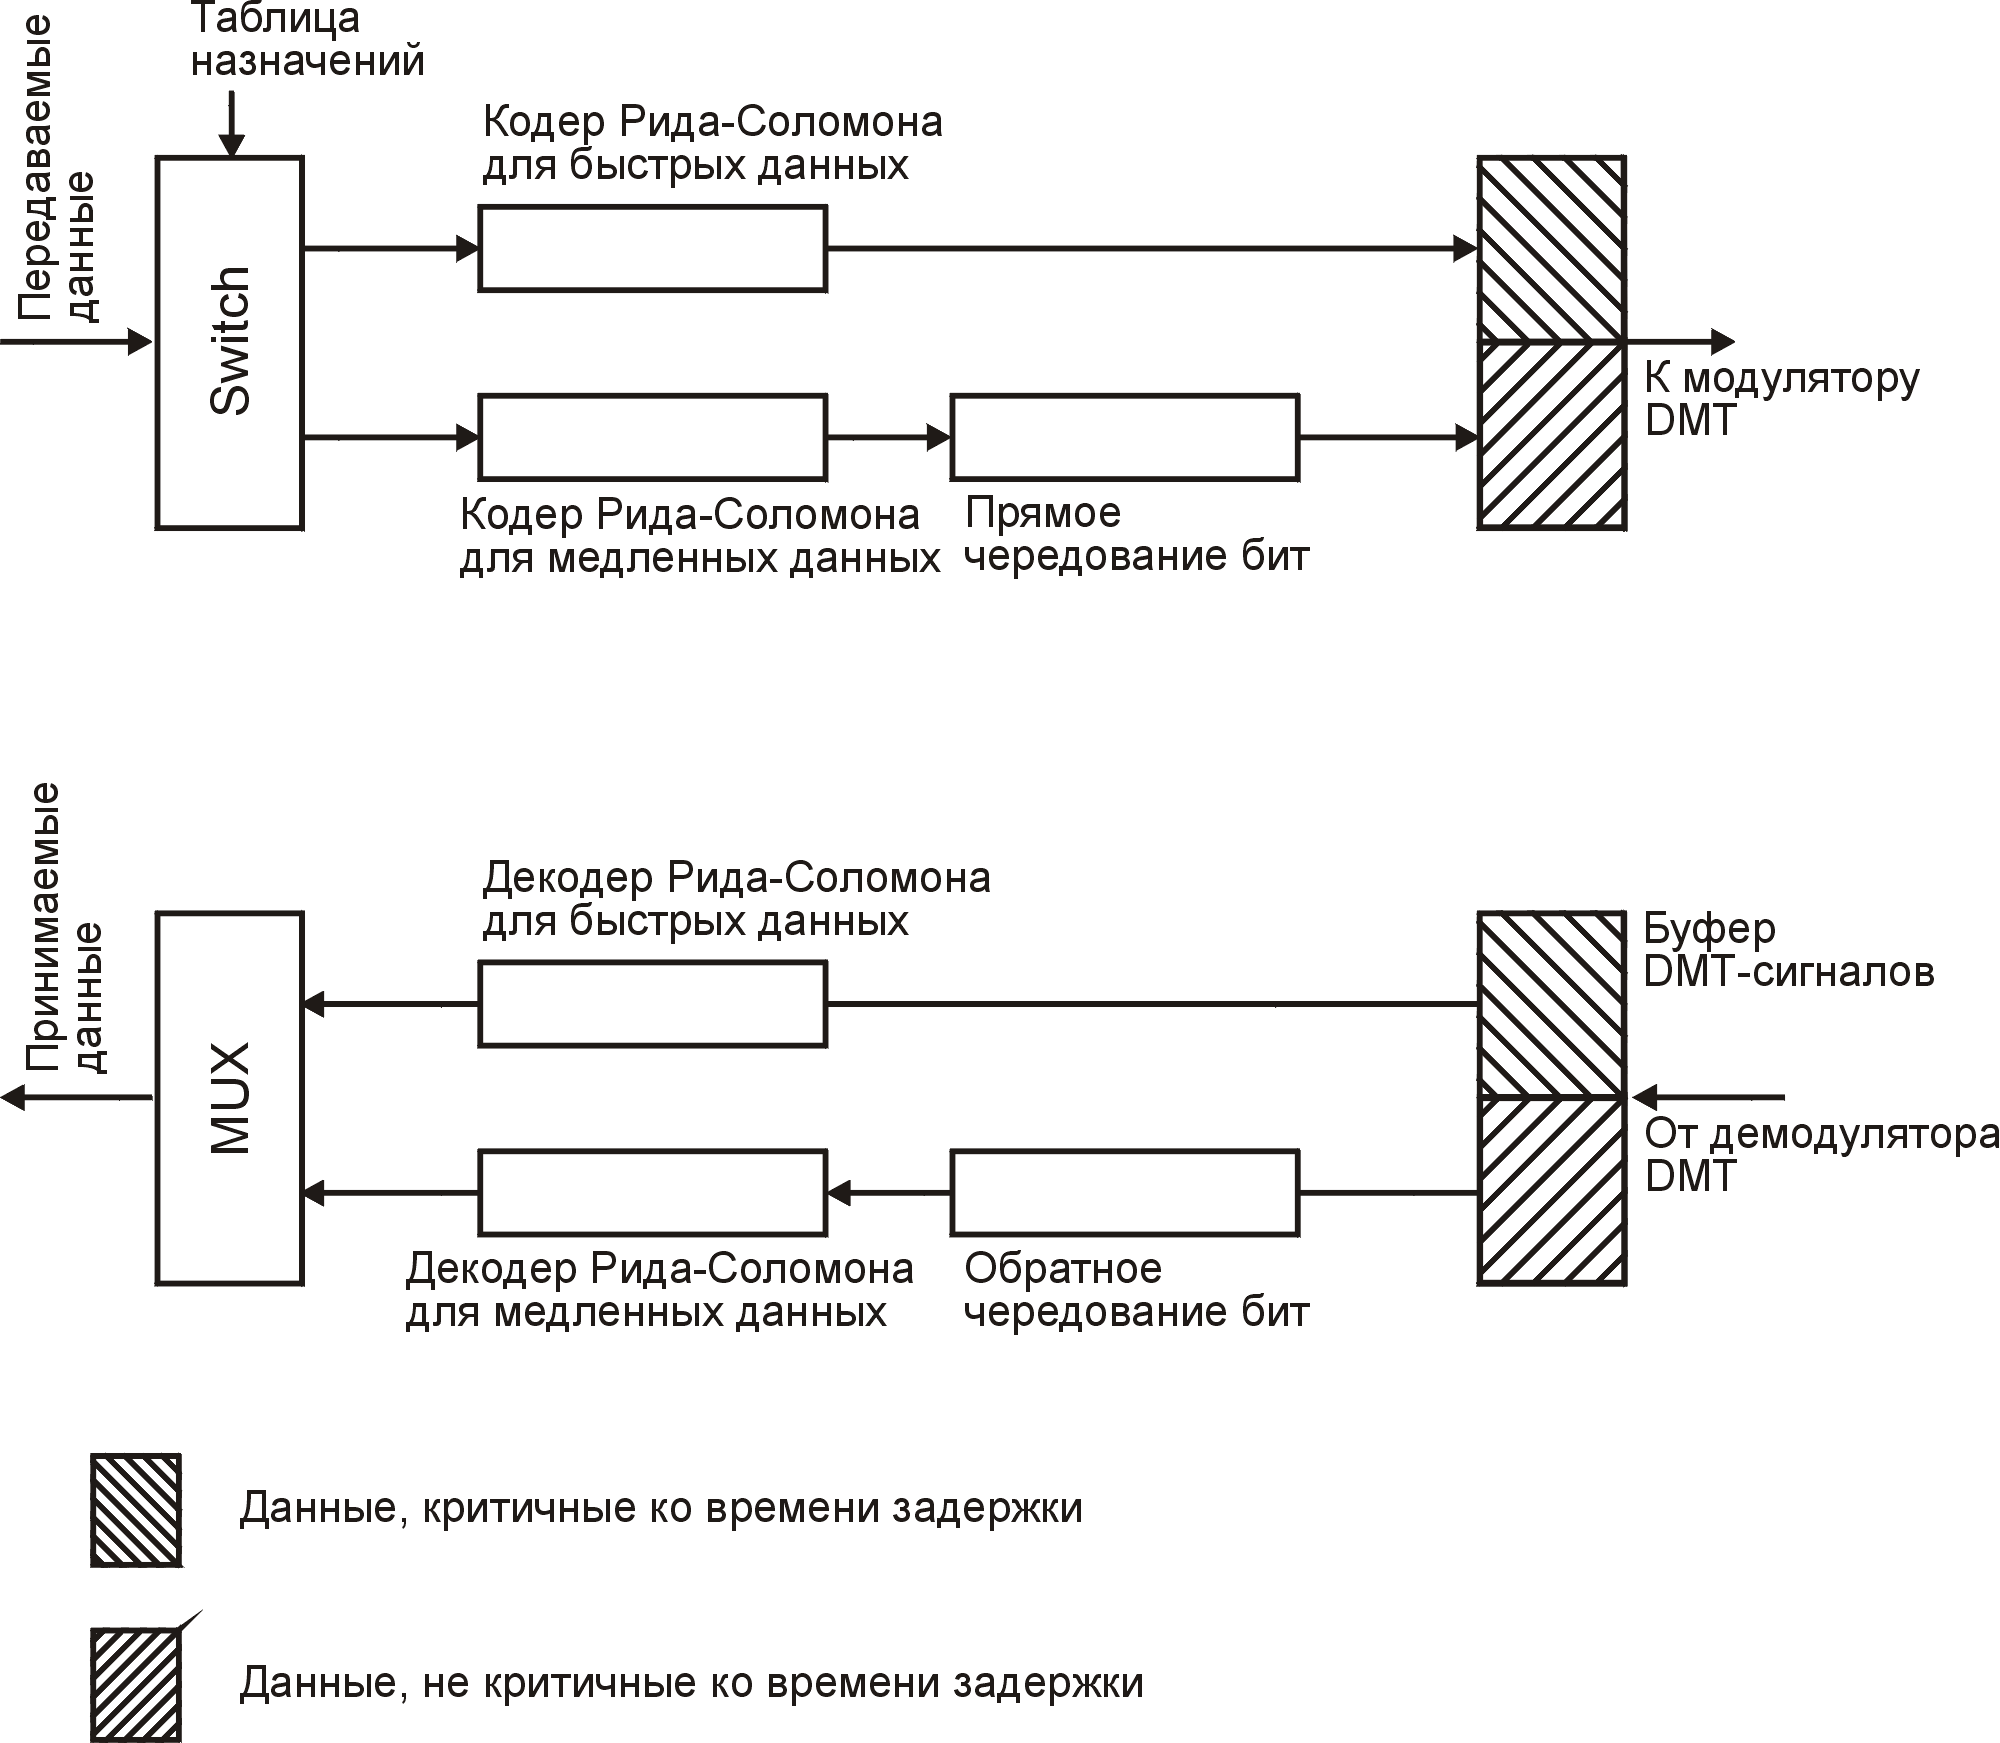 Таблица
назначений
Передаваемые
данные
Кодер Рида-Соломона
для быстрых данных
Switch
К модулятору
DMT
Кодер Рида-Соломона
для медленных данных
Прямое
чередование бит
Принимаемые
данные
Декодер Рида-Соломона
для быстрых данных
Буфер
DMT-сигналов
MUX
От демодулятора
DMT
Декодер Рида-Соломона
для медленных данных
Обратное
чередование бит
Данные, критичные ко времени задержки
Данные, не критичные ко времени задержки